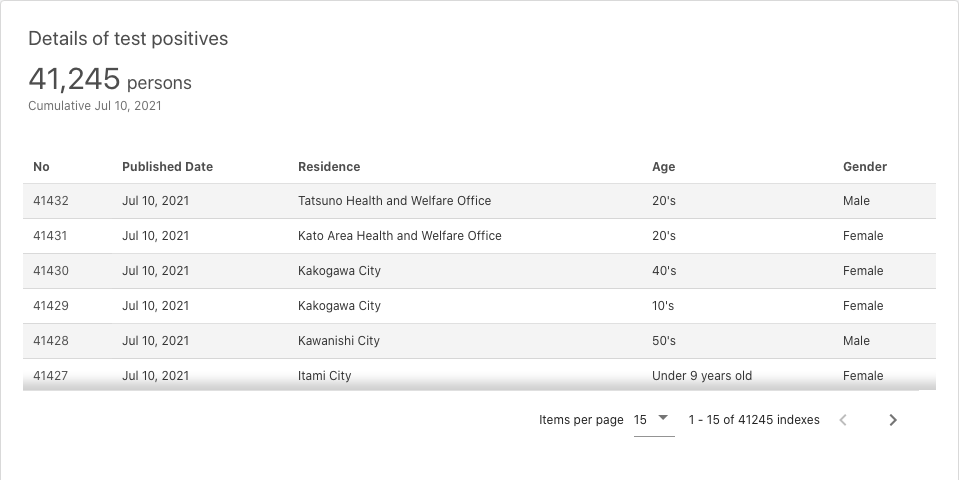 Details of test positives
41,245 persons
Cumulative Jul 10, 2021
No Published Date Residence Age Gender
41432 Jul 10, 2021 Tatsuno Health and Welfare Office 20's Male
41431 Jul 10, 2021 Kato Area Health and Welfare Office 20's Female
41430 Jul 10, 2021 Kakogawa City 40's Female
41429 Jul 10, 2021 Kakogawa City 10's Female
41428 Jul 10, 2021 Kawanishi City 50's Male
41427 Jul 10, 2021 Itami City Under 9 years old Female
Items per page 15 1 - 15 of 41245 indexes